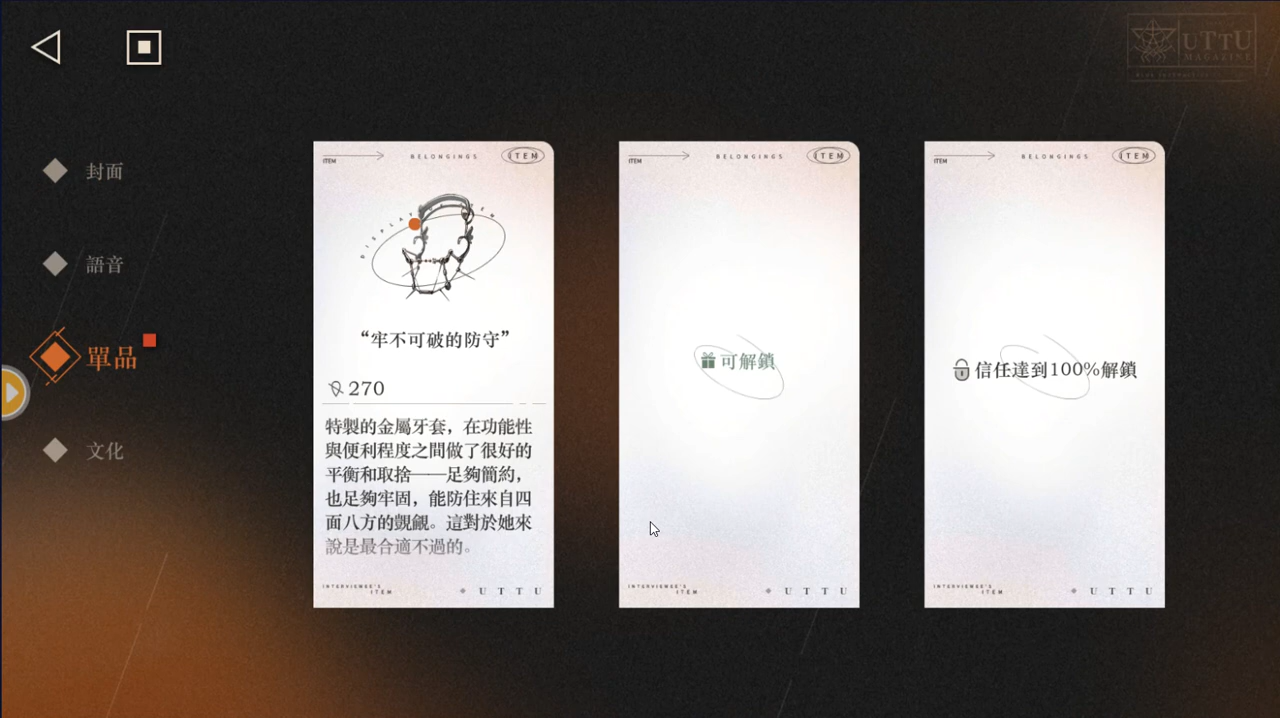 UTTU
MAGAZINE
封面
語音
單品
文化
ITEM
BELONGINGS
ITEM
DISPLAY ITEM
“牢不可破的防守”
270
特製的金屬牙套，在功能性
與便利程度之間做了很好的
平衡和取捨——足夠簡約，
也足夠牢固，能防住來自四
面八方的覬覦。這對於她來
說是最合適不過的。
INTERVIEWEE'S
ITEM
UTTU
ITEM
BELONGINGS
ITEM
可解鎖
INTERVIEWEE'S
ITEM
UTTU
ITEM
BELONGINGS
ITEM
信任達到100%解鎖
INTERVIEWEE'S
ITEM
UTTU